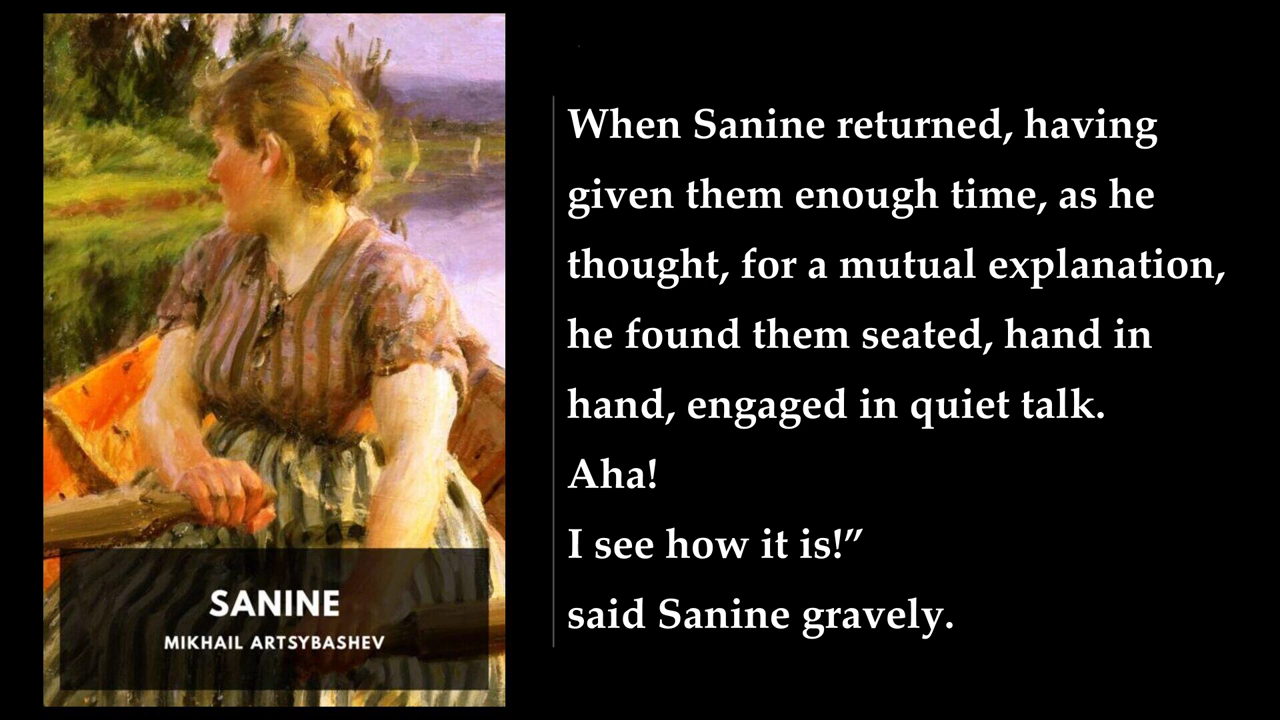 SANINE
MIKHAIL ARTSYBASHEV
When Sanine returned, having
given them enough time, as he
thought, for a mutual explanation,
he found them seated, hand in
hand, engaged in quiet talk.
Aha!
I see how it is!”
said Sanine gravely.